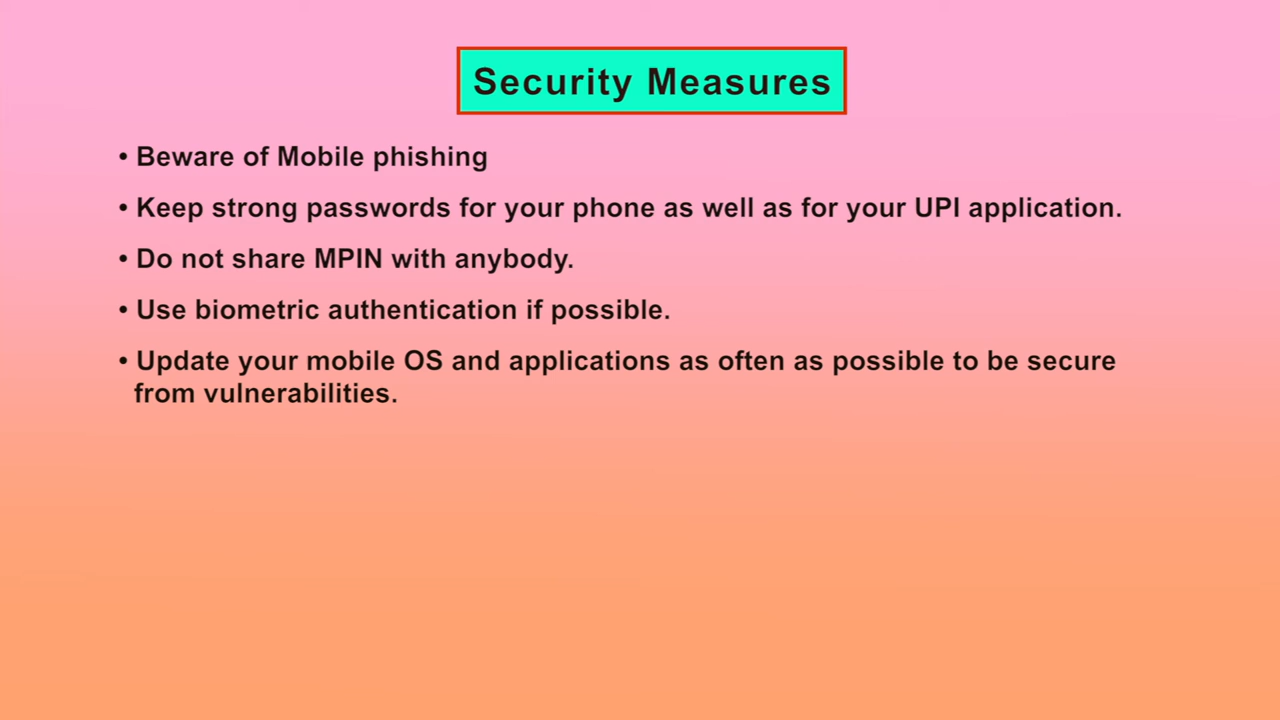 Security Measures
• Beware of Mobile phishing
• Keep strong passwords for your phone as well as for your UPI application.
• Do not share MPIN with anybody.
• Use biometric authentication if possible.
• Update your mobile OS and applications as often as possible to be secure
from vulnerabilities.